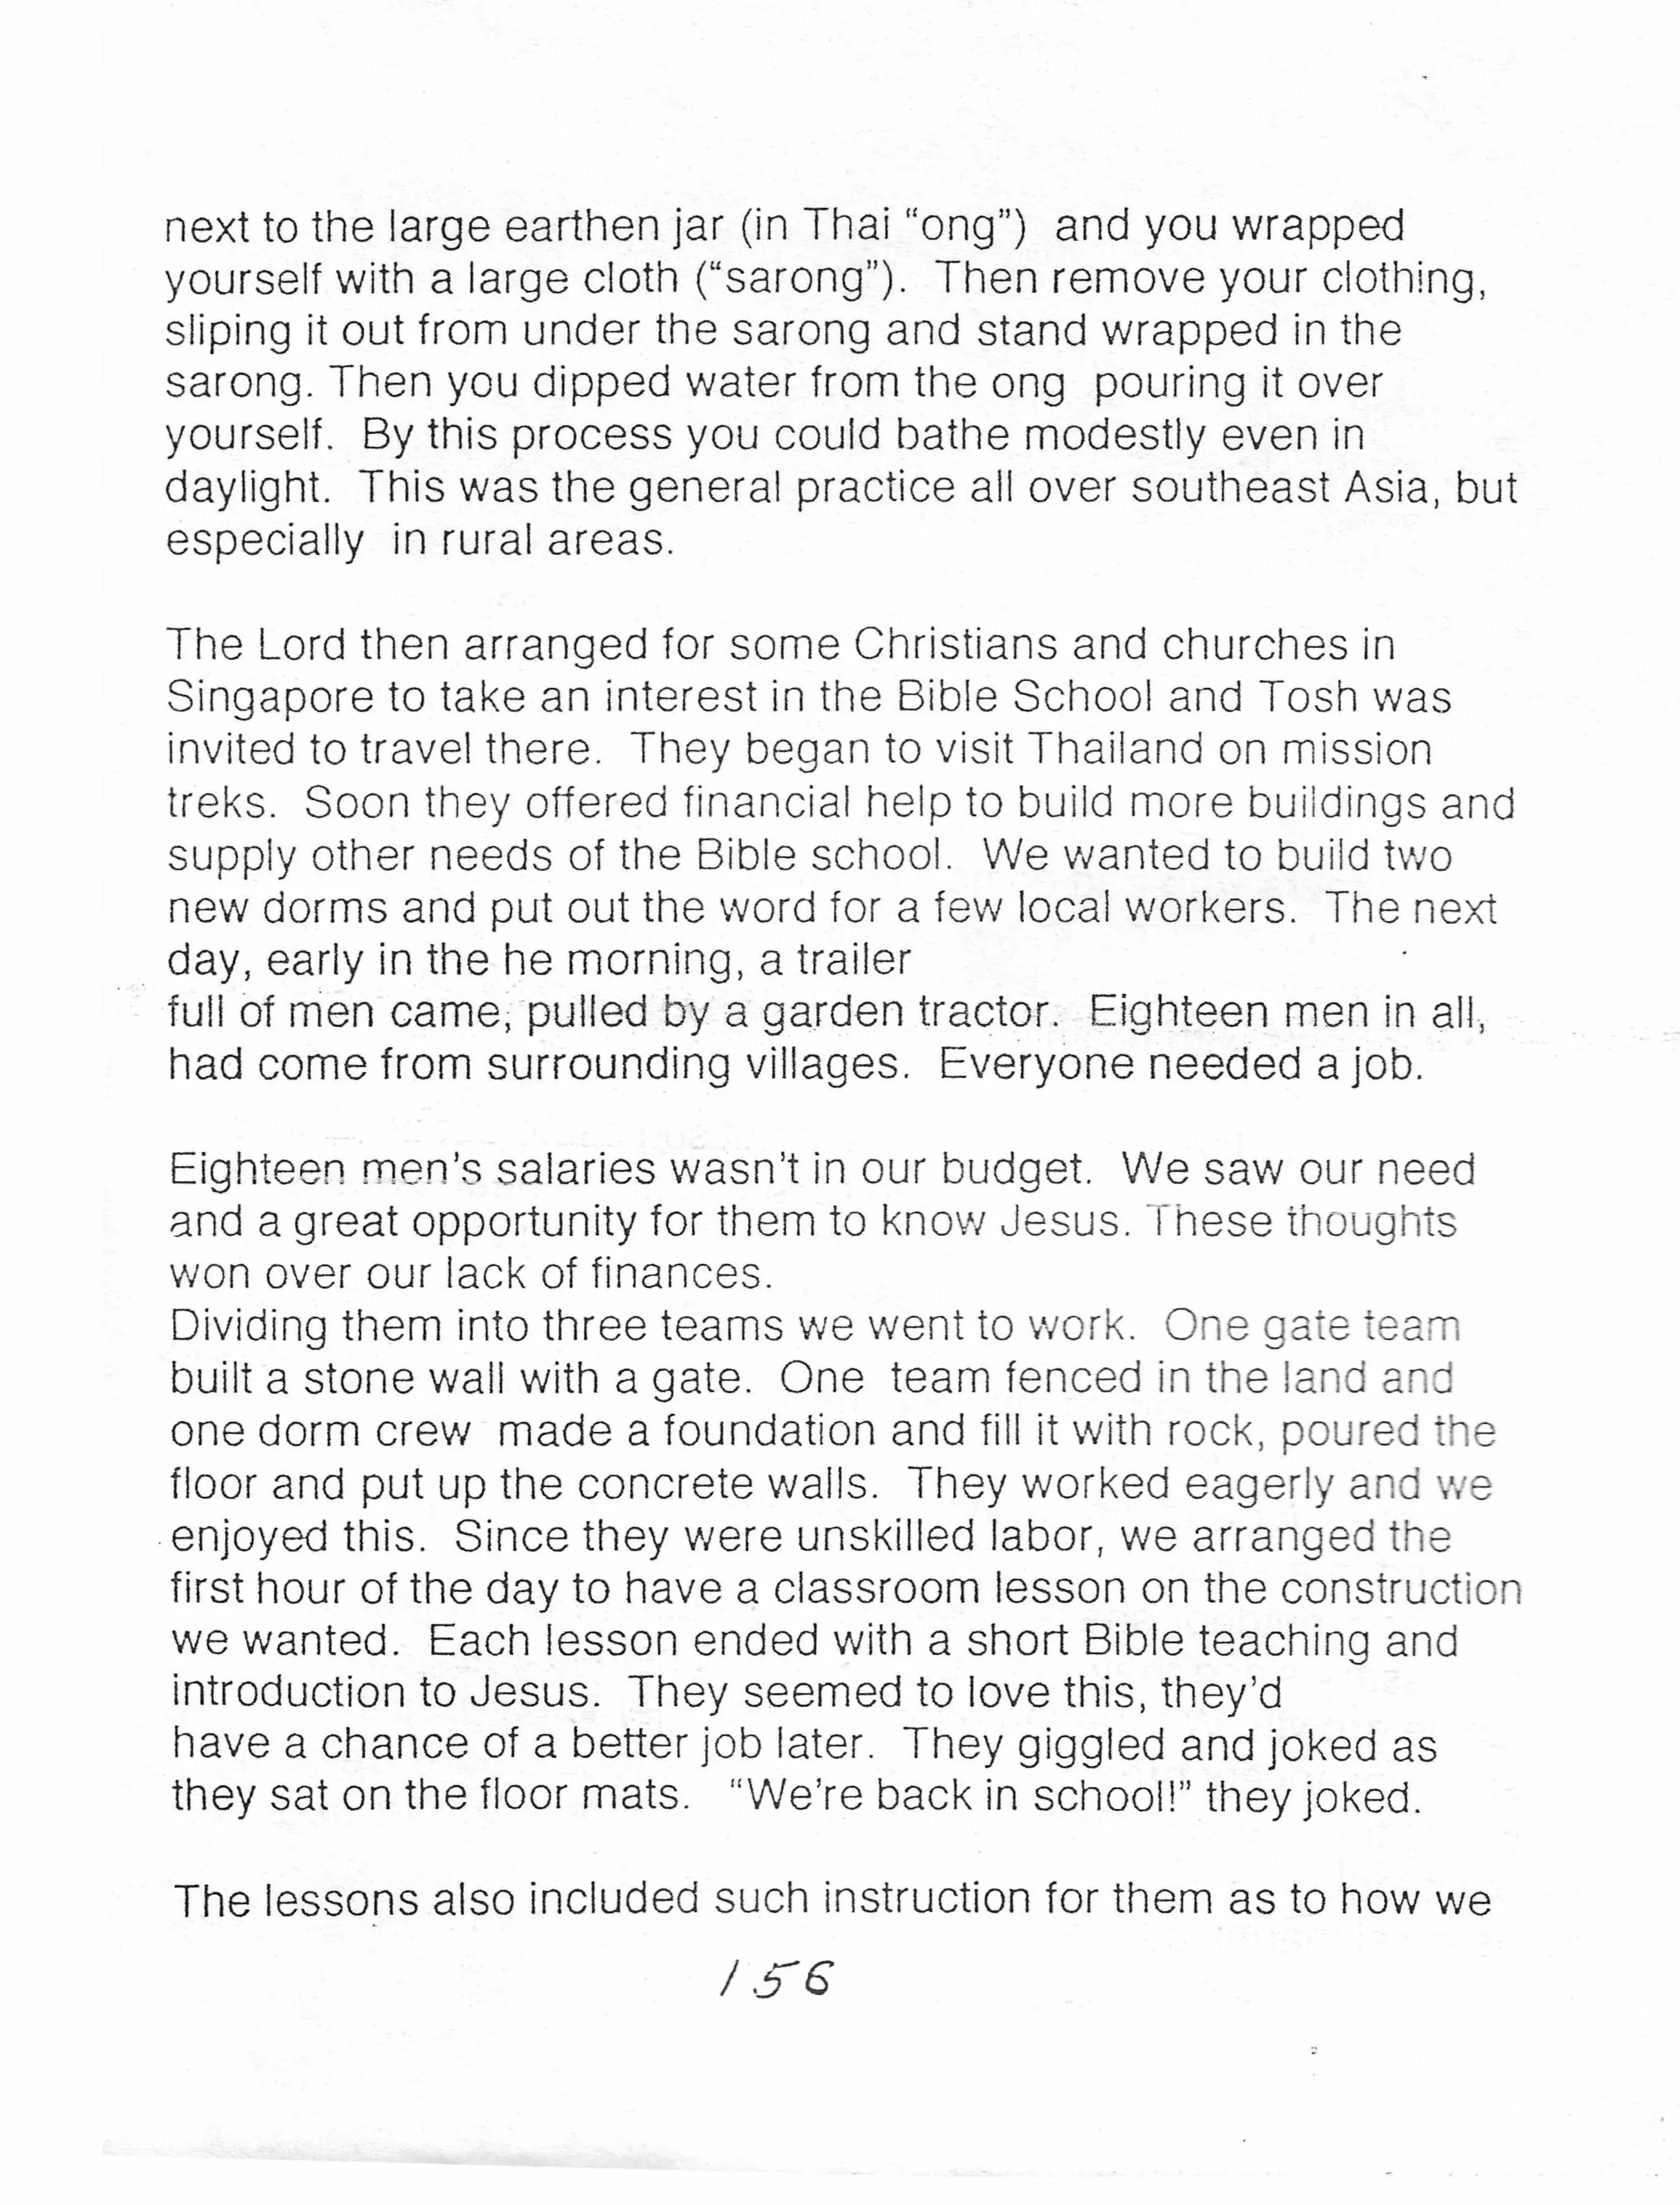 next to the large earthen jar (in Thai “ong”)  and you wrapped
yourself with a large cloth (“sarong”).  Then remove your clothing,
sliping it out from under the sarong and stand wrapped in the
sarong. Then you dipped water from the ong  pouring it over
yourself.  By this process you could bathe modestly even in
daylight.  This was the general practice all over southeast Asia, but
especially  in rural areas.

The Lord then arranged for some Christians and churches in
Singapore to take an interest in the Bible School and Tosh was
invited to travel there.  They began to visit Thailand on mission
treks.  Soon they offered financial help to build more buildings and
supply other needs of the Bible school.  We wanted to build two
new dorms and put out the word for a few local workers.  The next
day, early in the he morning, a trailer
full of men came, pulled by a garden tractor.  Eighteen men in all,
had come from surrounding villages.  Everyone needed a job.

Eighteen men's salaries wasn't in our budget.  We saw our need
and a great opportunity for them to know Jesus. These thoughts
won over our lack of finances.
Dividing them into three teams we went to work.  One gate team
built a stone wall with a gate.  One  team fenced in the land and
one dorm crew  made a foundation and fill it with rock, poured the
floor and put up the concrete walls.  They worked eagerly and we
enjoyed this.  Since they were unskilled labor, we arranged the
first hour of the day to have a classroom lesson on the construction
we wanted.  Each lesson ended with a short Bible teaching and
introduction to Jesus.  They seemed to love this, they'd
have a chance of a better job later.  They giggled and joked as
they sat on the floor mats.   “We're back in school!” they joked.

The lessons also included such instruction for them as to how we
156